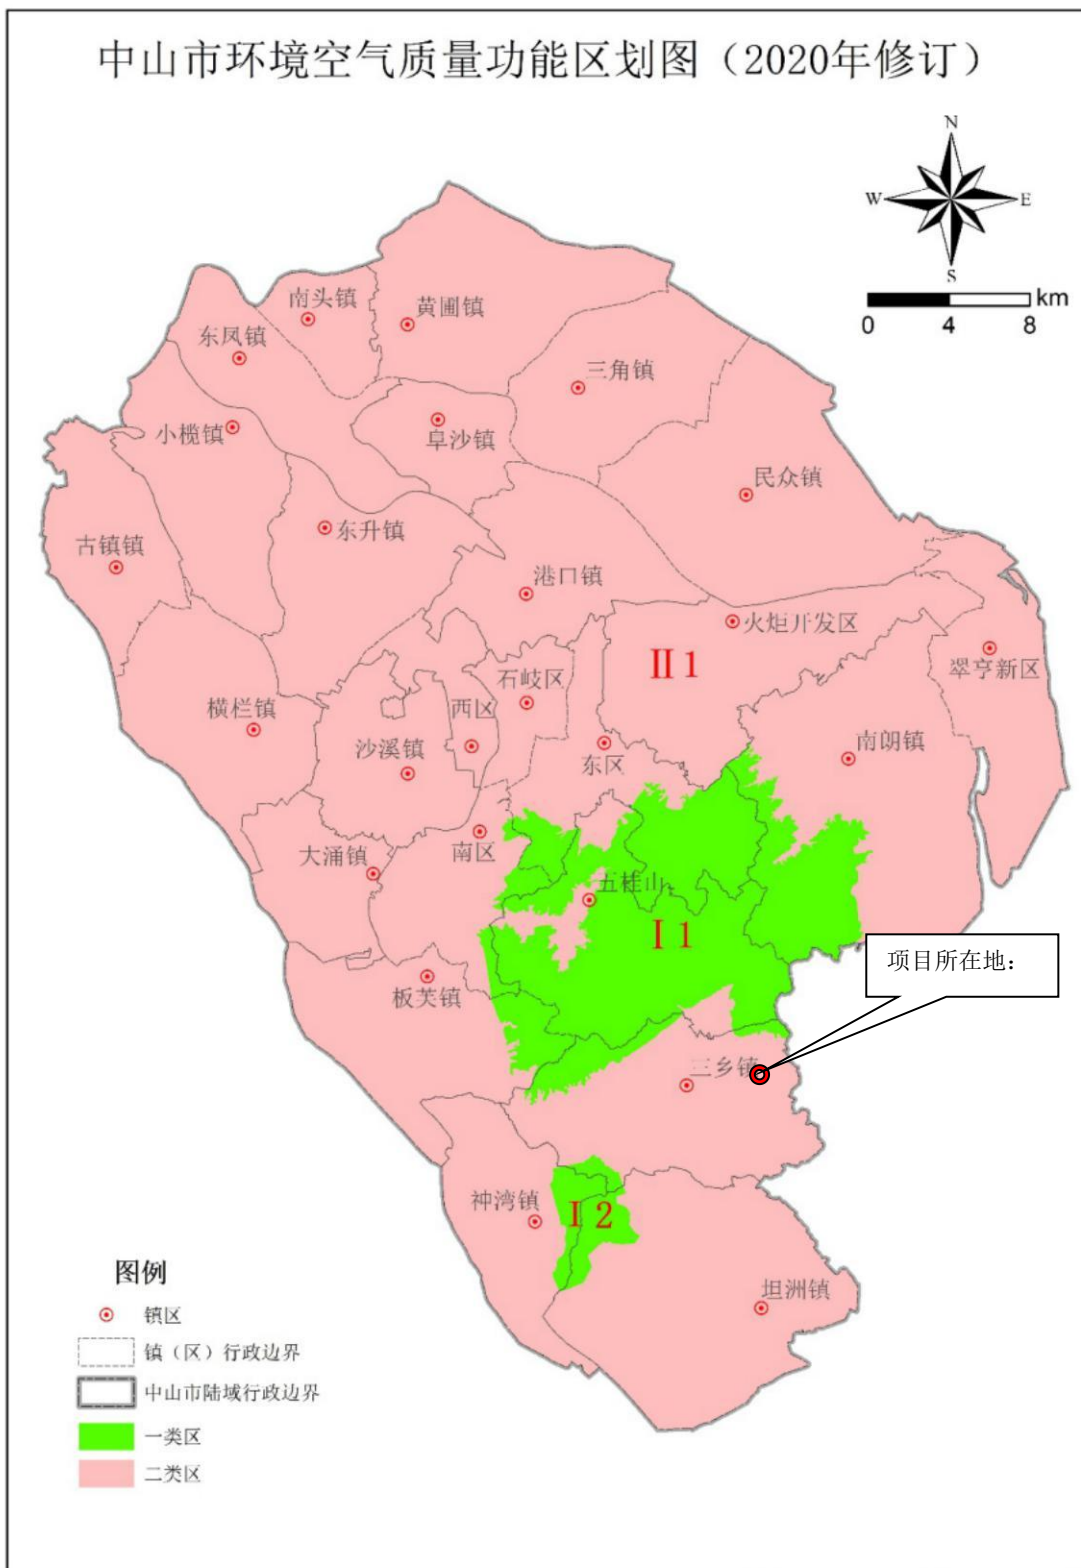 中山市环境空气质量功能区划图（2020年修订）
N
W
E
S
km
0 4 8
南头镇
黄圃镇
东凤镇
三角镇
小榄镇
阜沙镇
民众镇
东升镇
古镇镇
港口镇
火炬开发区
翠亨新区
II 1
石岐区
西区
横栏镇
沙溪镇
东区
南朗镇
南区
大涌镇
五桂山
I 1
项目所在地：
板芙镇
三乡镇
神湾镇
I 2
坦洲镇
图例
镇区
镇（区）行政边界
中山市陆域行政边界
一类区
二类区